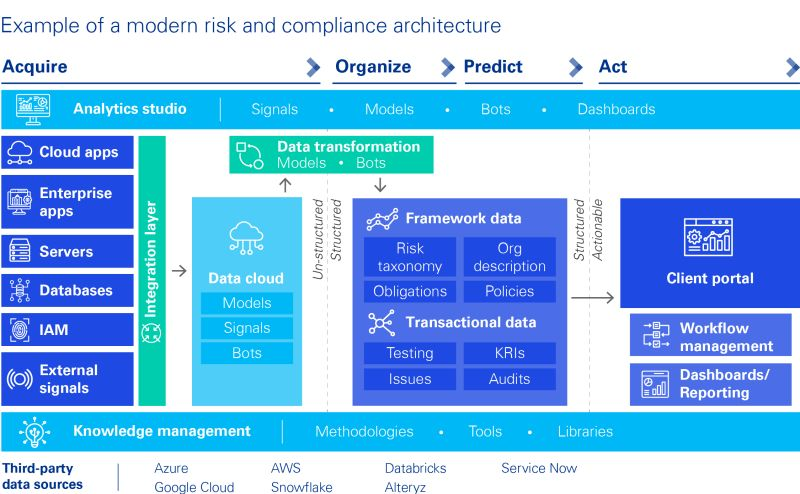 Example of a modern risk and compliance architecture
Acquire
Organize
Predict
Act
Analytics studio
Signals • Models • Bots • Dashboards
Cloud apps
Enterprise
apps
Servers
Databases
IAM
External
signals
Integration layer
Data transformation
Models • Bots
Data cloud
Models
Signals
Bots
Un-structured
Structured
Framework data
Risk
taxonomy
Org
description
Obligations
Policies
Transactional data
Testing
KRIs
Issues
Audits
Structured
Actionable
Client portal
Workflow
management
Dashboards/
Reporting
Knowledge management
Methodologies • Tools • Libraries
Third-party
data sources
Azure
AWS
Databricks
Service Now
Google Cloud
Snowflake
Alteryz